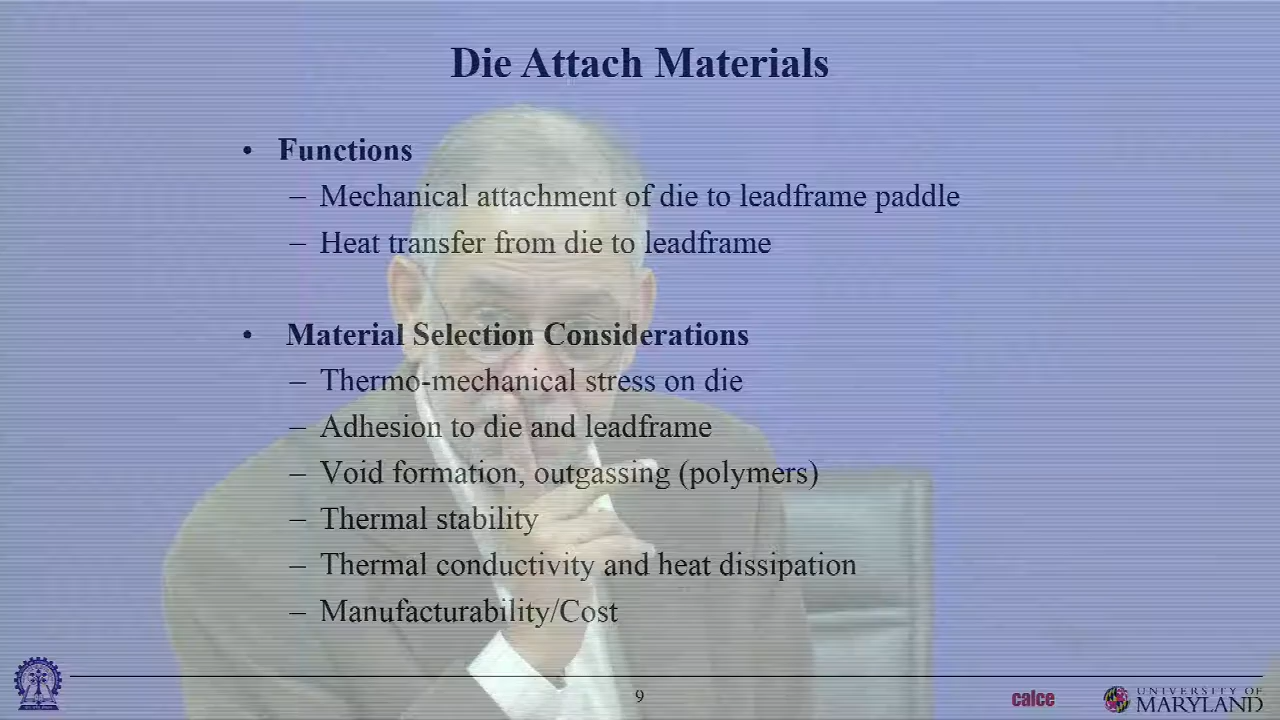 Die Attach Materials
• Functions
– Mechanical attachment of die to leadframe paddle
– Heat transfer from die to leadframe
• Material Selection Considerations
– Thermo-mechanical stress on die
– Adhesion to die and leadframe
– Void formation, outgassing (polymers)
– Thermal stability
– Thermal conductivity and heat dissipation
– Manufacturability/Cost
9
calce
UNIVERSITY OF
MARYLAND